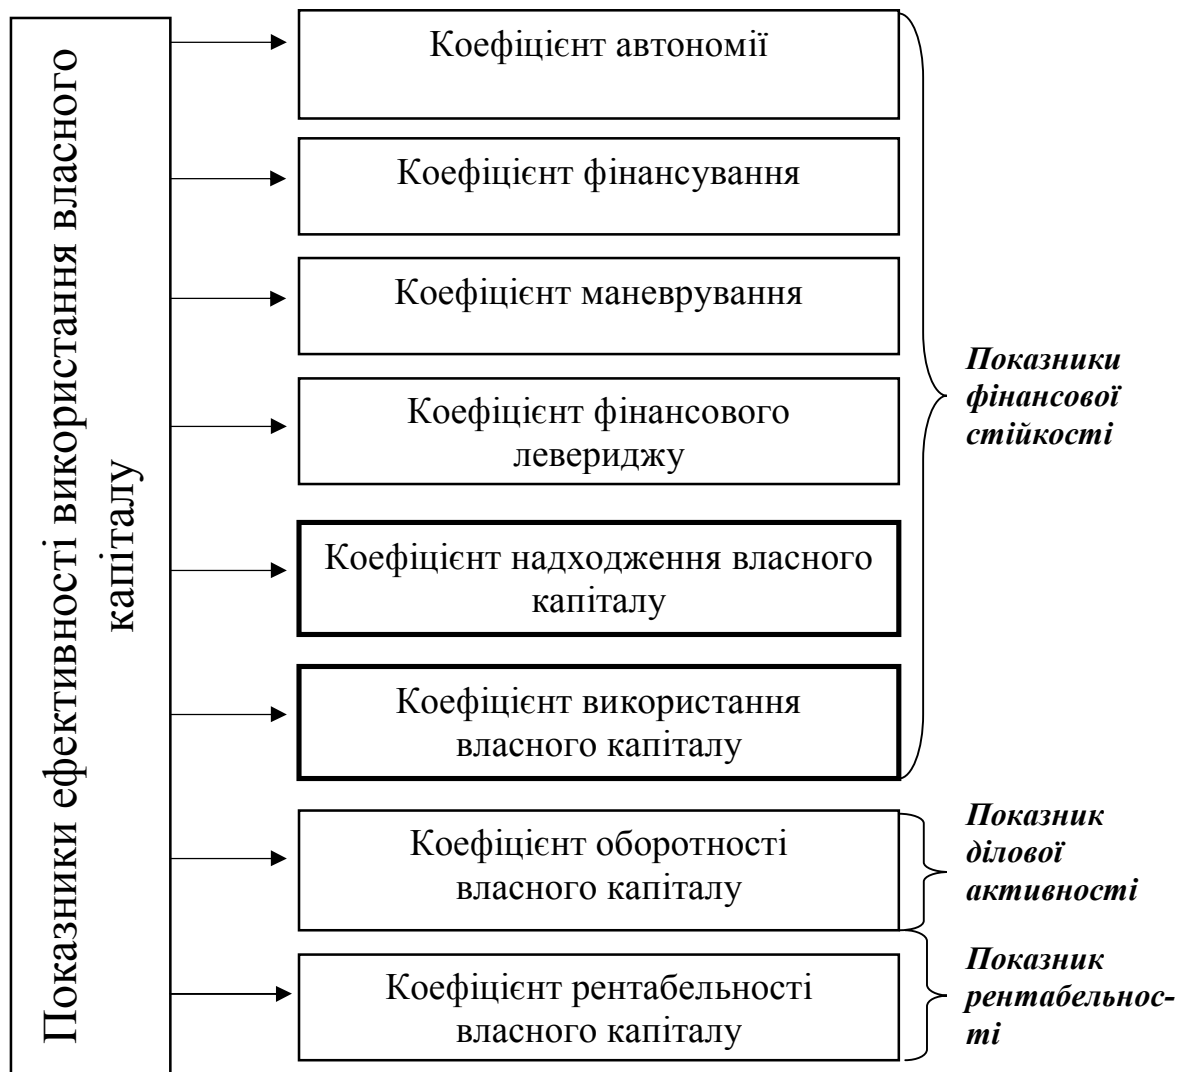 Показники ефективності використання власного
капіталу
Коефіцієнт автономії
Коефіцієнт фінансування
Коефіцієнт маневрування
Коефіцієнт фінансового
левериджу
Коефіцієнт надходження власного
капіталу
Коефіцієнт використання
власного капіталу
Коефіцієнт оборотності
власного капіталу
Коефіцієнт рентабельності
власного капіталу
Показники
фінансової
стійкості
Показник
ділової
активності
Показник
рентабельнос-
ті